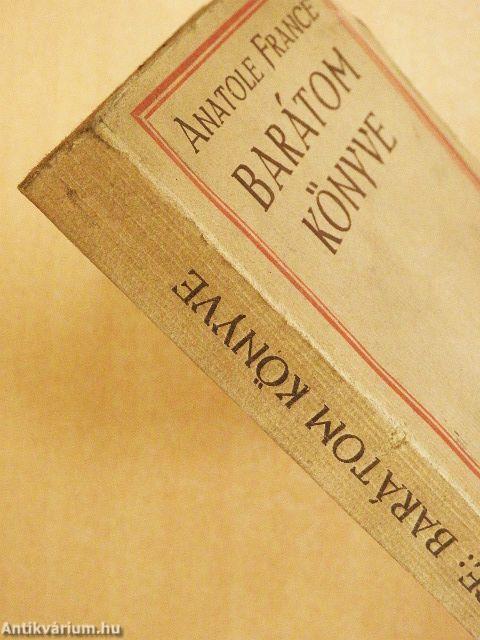 ANATOLE FRANCE
BARÁTOM
KÖNYVE
BARÁTOM KÖNYVE
Antikvárium.hu